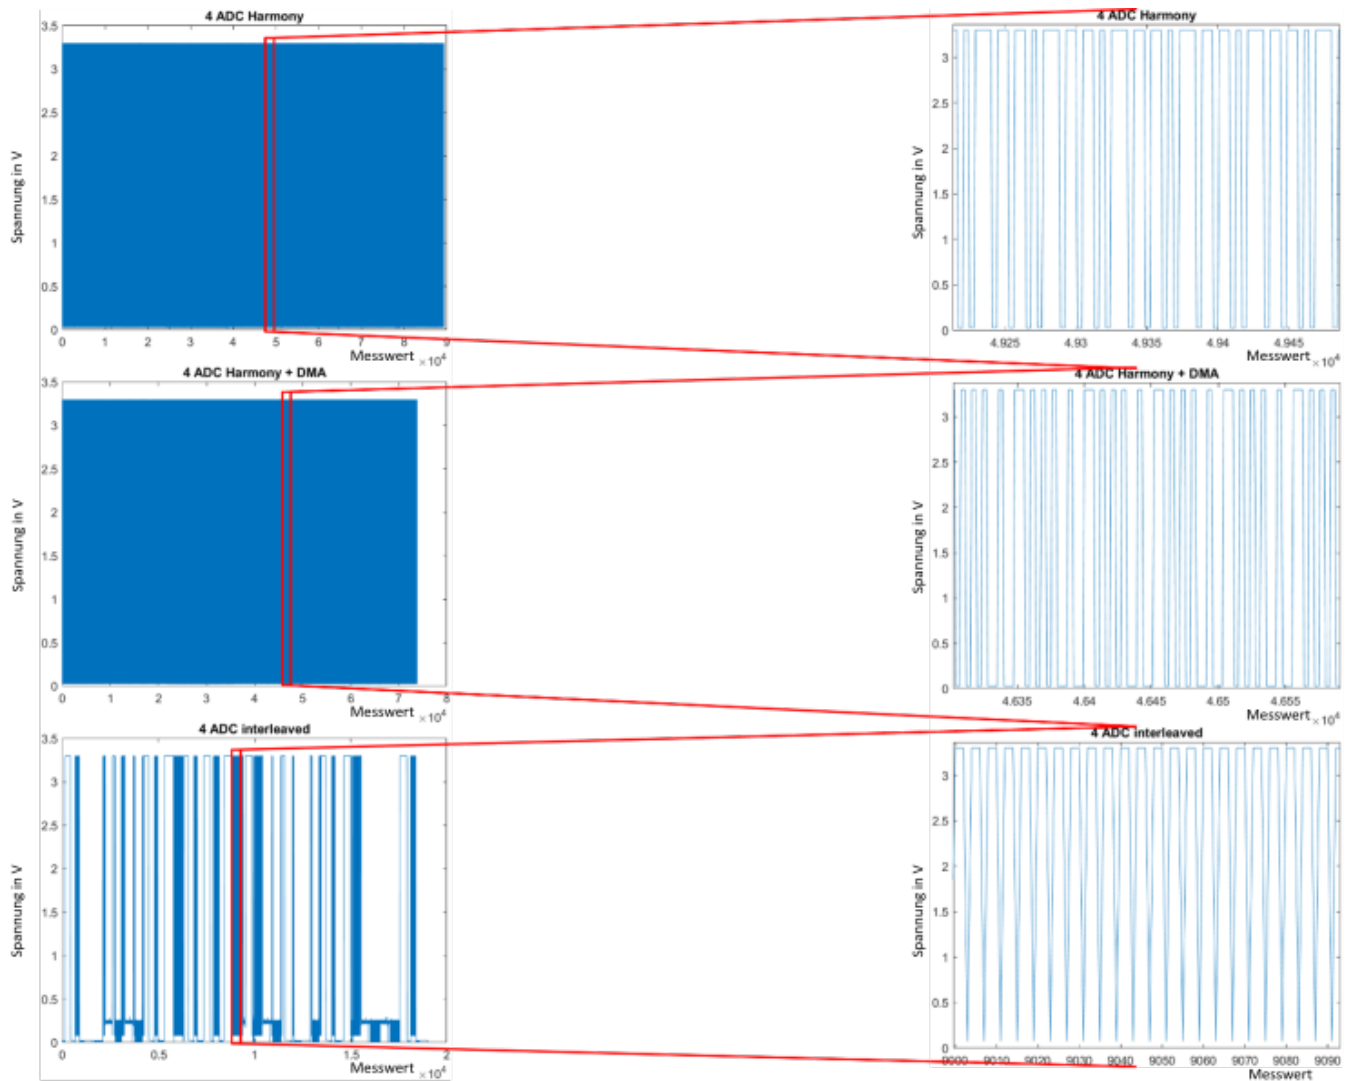 4 ADC Harmony
3.5
3
2.5
2
1.5
1
0.5
0
Spannung in V
0 1 2 3 4 5 6 7 8 9
Messwert ×10⁴
4 ADC Harmony
3
2.5
2
1.5
1
0.5
0
Spannung in V
4.925 4.93 4.935 4.94 4.945
Messwert ×10⁴
4 ADC Harmony + DMA
3.5
3
2.5
2
1.5
1
0.5
0
Spannung in V
0 1 2 3 4 5 6 7 8
Messwert ×10⁴
4 ADC Harmony + DMA
3
2.5
2
1.5
1
0.5
0
Spannung in V
4.635 4.64 4.645 4.65 4.655
Messwert ×10⁴
4 ADC interleaved
3.5
3
2.5
2
1.5
1
0.5
0
Spannung in V
0 0.5 1 1.5 2
Messwert ×10⁴
4 ADC interleaved
3
2.5
2
1.5
1
0.5
0
Spannung in V
9000 9010 9020 9030 9040 9050 9060 9070 9080 9090
Messwert